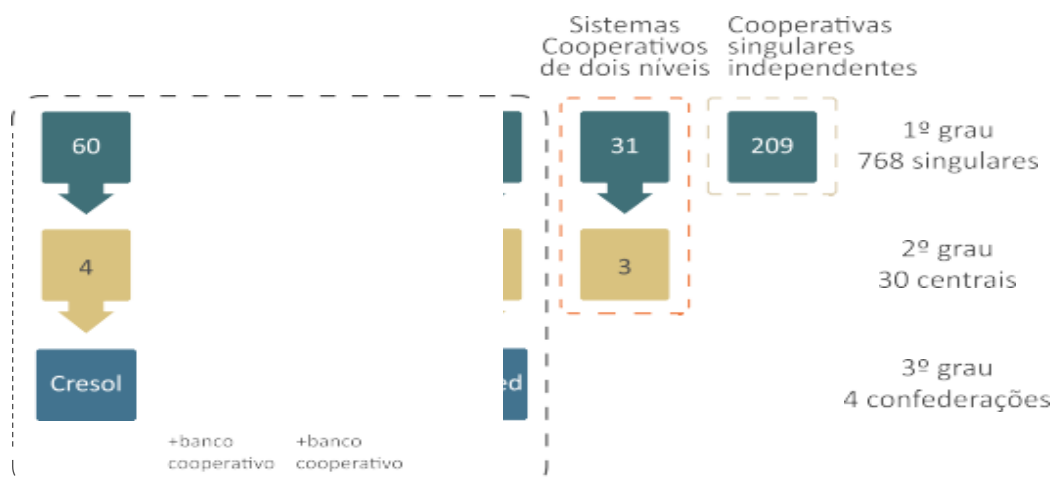 Sistemas
Cooperativos
de dois níveis
Cooperativas
singulares
independentes
60
31
209
1º grau
768 singulares
4
3
2º grau
30 centrais
Cresol
ed
3º grau
4 confederações
+banco
cooperativo
+banco
cooperativo